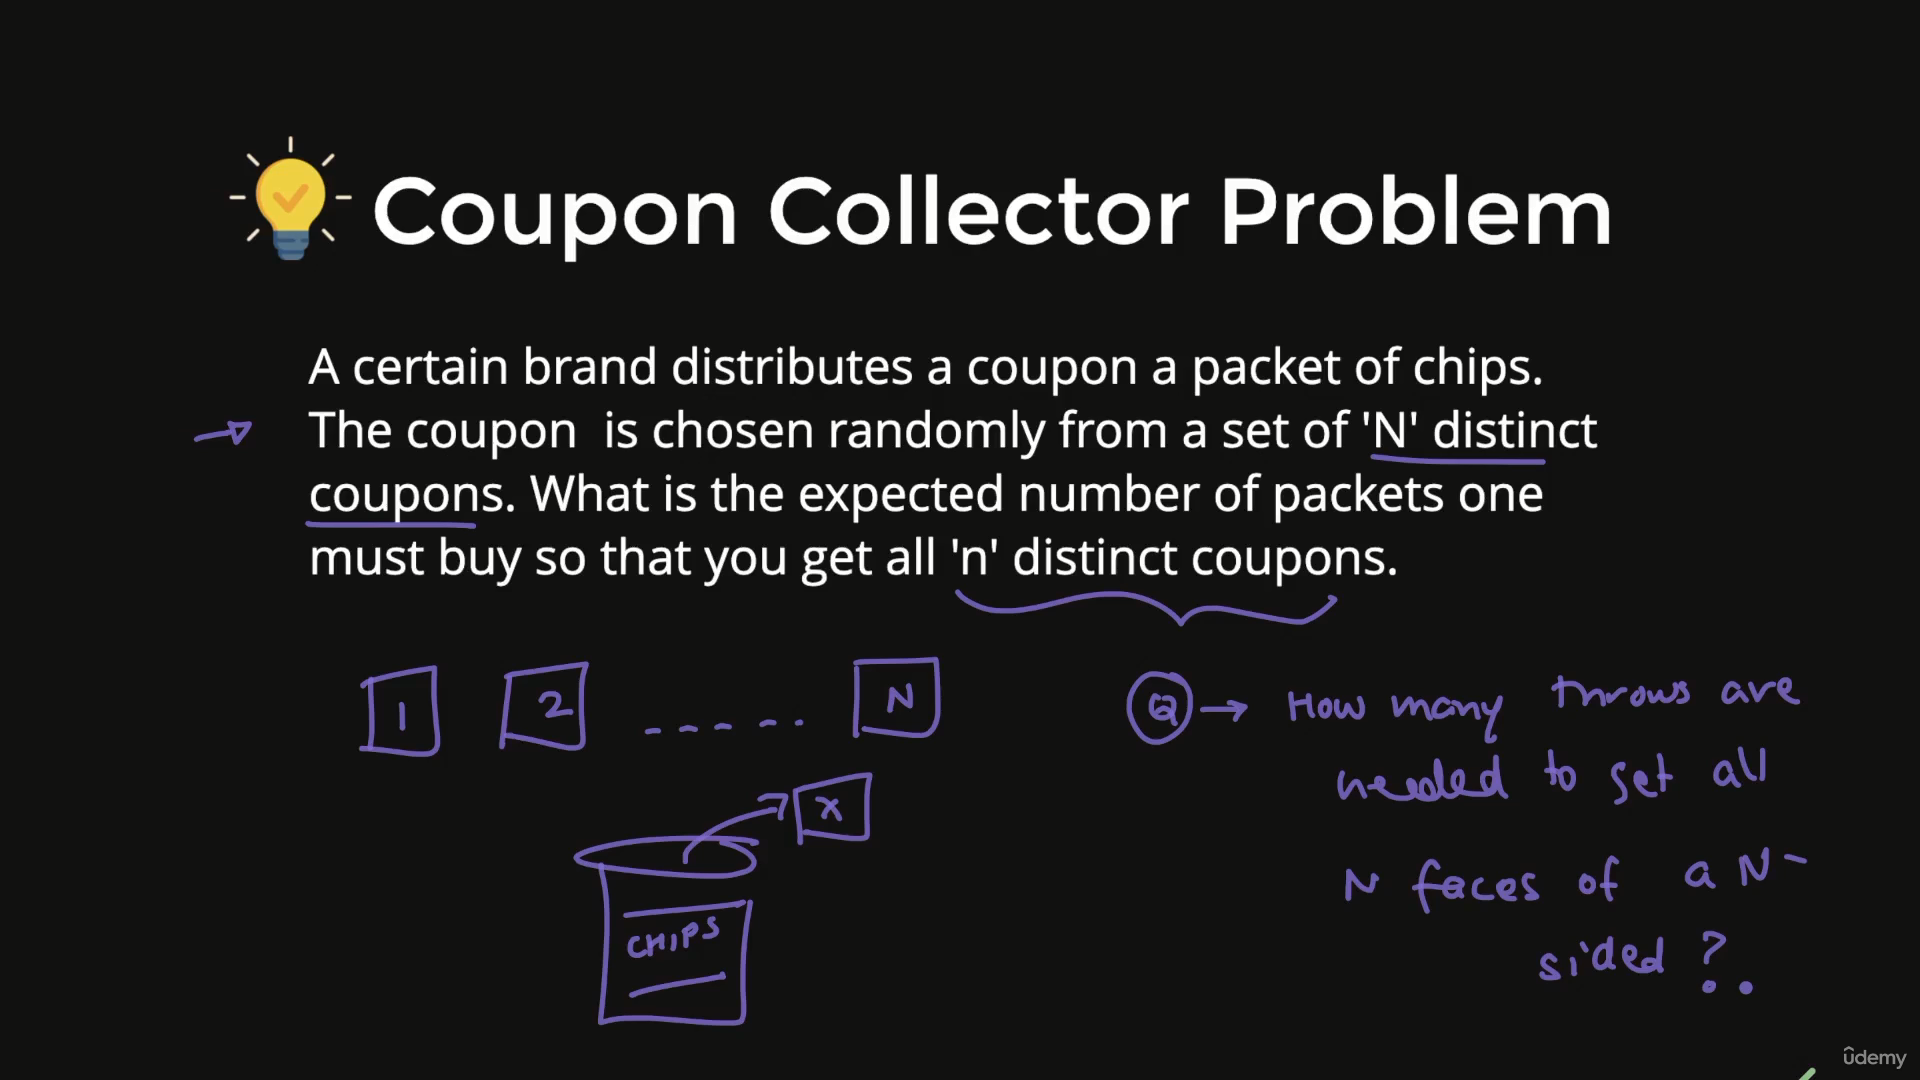 Coupon Collector Problem
A certain brand distributes a coupon a packet of chips.
The coupon  is chosen randomly from a set of 'N' distinct
coupons. What is the expected number of packets one
must buy so that you get all 'n' distinct coupons.
1 2 ----- N
Q → How many throws are
needed to get all
N faces of a N-
sided ?
X
CHIPS
ûdemy